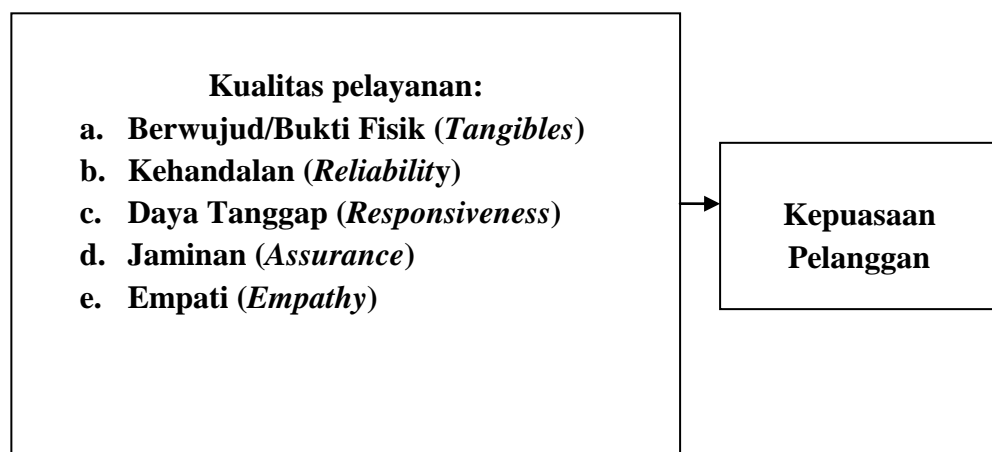 Kualitas pelayanan:
a. Berwujud/Bukti Fisik (Tangibles)
b. Kehandalan (Reliability)
c. Daya Tanggap (Responsiveness)
d. Jaminan (Assurance)
e. Empati (Empathy)
Kepuasaan
Pelanggan